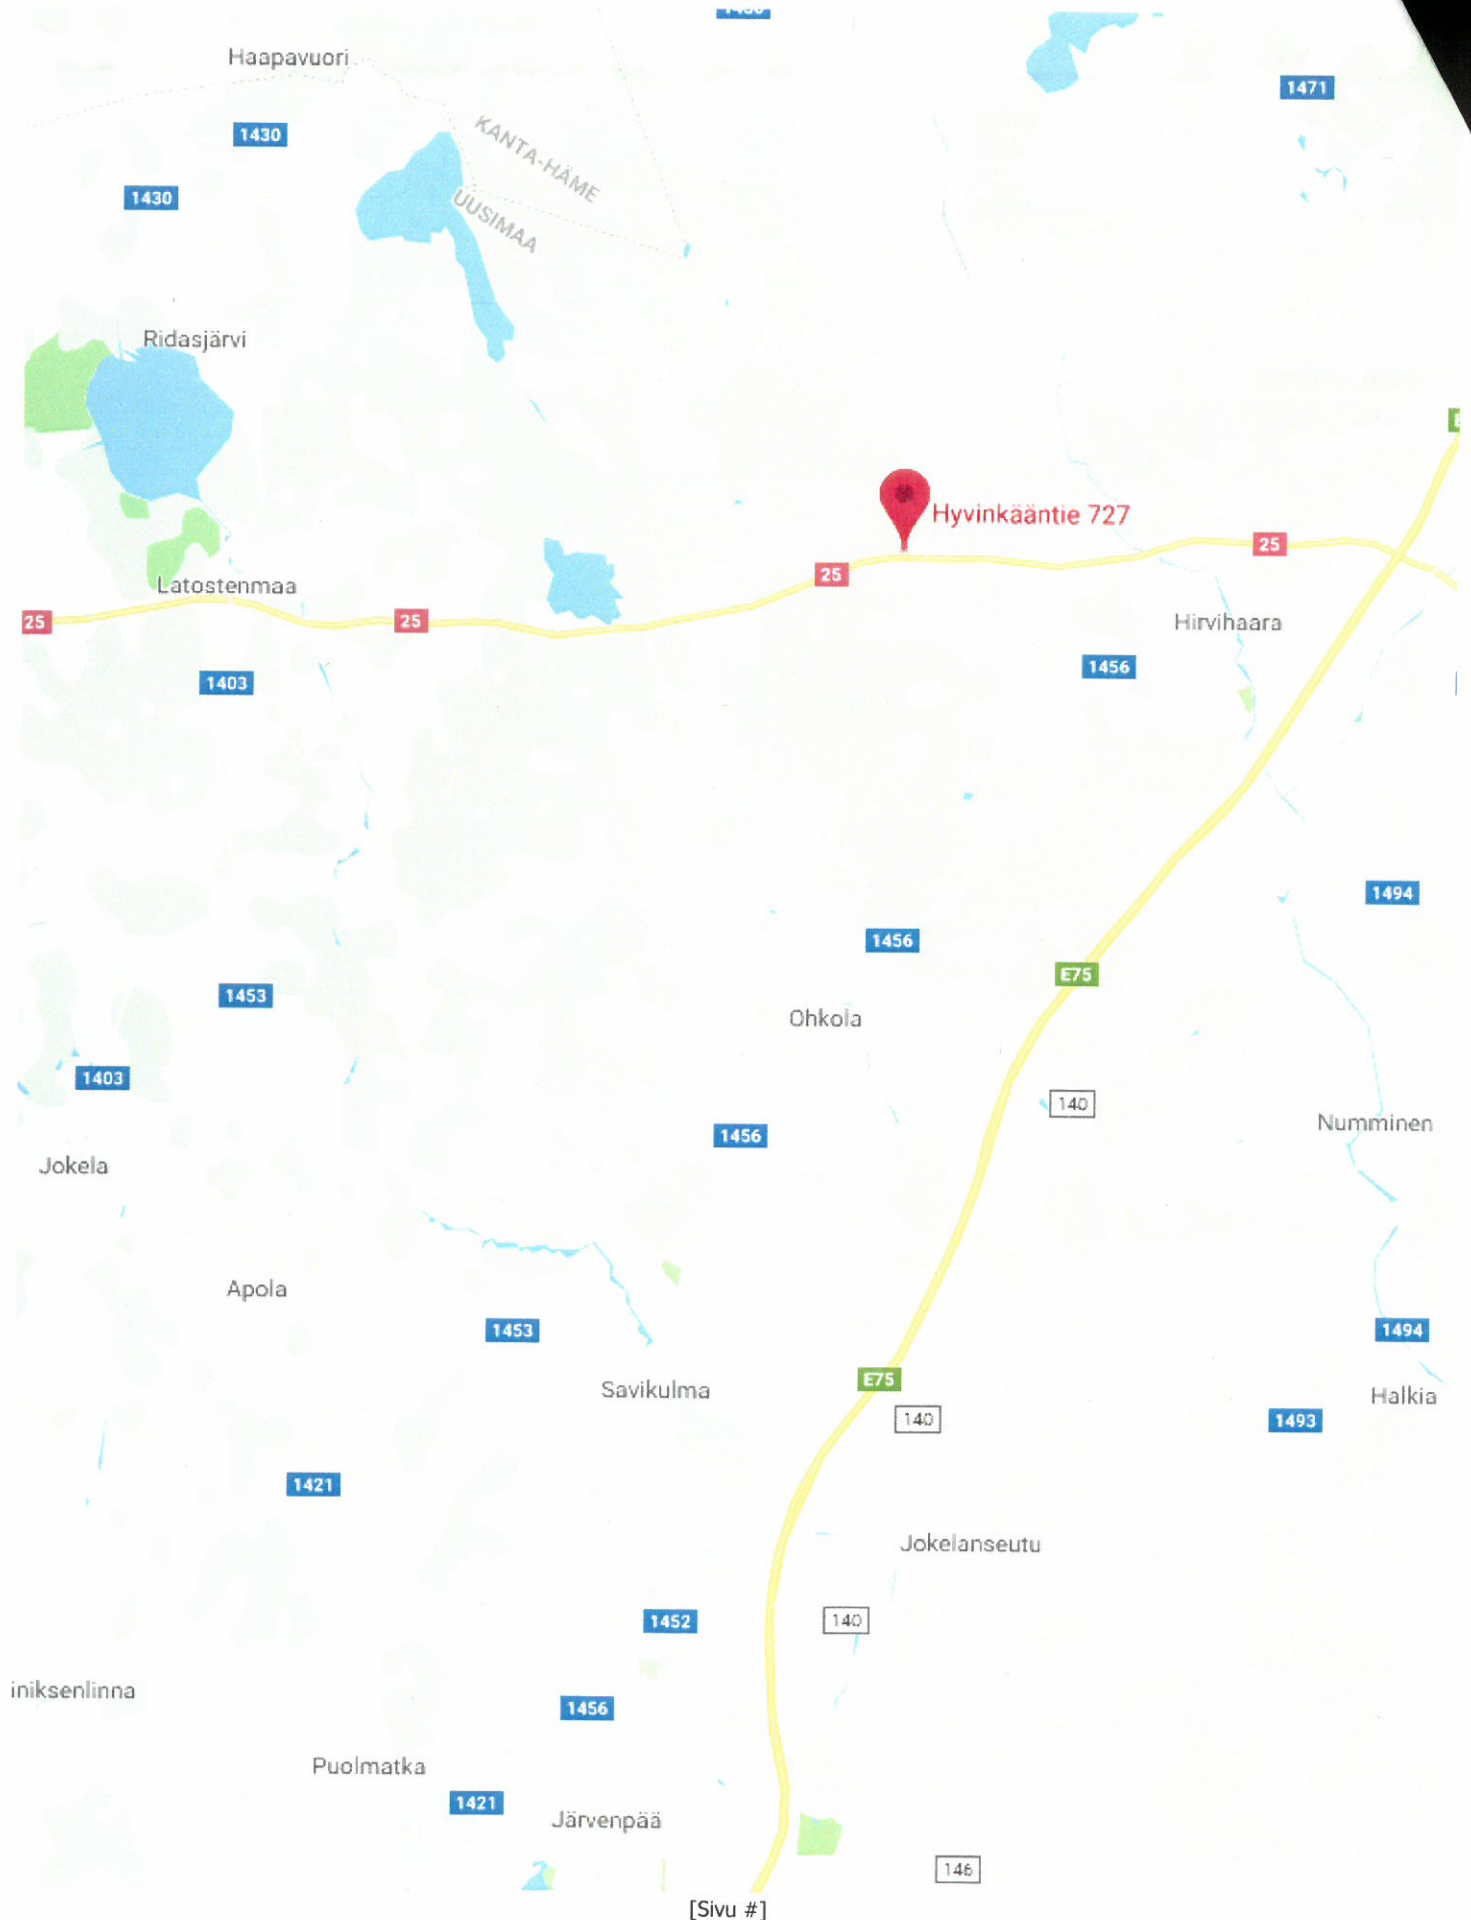 Haapavuori
1471
1430
KANTA-HÄME
1430
UUSIMAA
Ridasjärvi
Hyvinkääntie 727
25
25
Latostenmaa
25
25
Hirvihaara
1456
1403
1494
1456
E75
1453
Ohkola
1403
140
Numminen
1456
Jokela
Apola
1453
1494
E75
Savikulma
Halkia
140
1493
1421
Jokelanseutu
1452
140
iniksenlinna
1456
Puolmatka
1421
Järvenpää
146
[Sivu #]